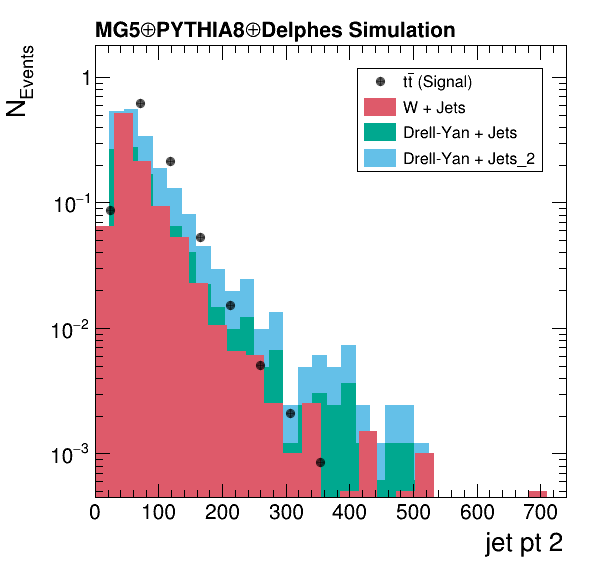 MG5⊕PYTHIA8⊕Delphes Simulation
N_Events
tt̄ (Signal)
W + Jets
Drell-Yan + Jets
Drell-Yan + Jets_2
1
10⁻¹
10⁻²
10⁻³
0 100 200 300 400 500 600 700
jet pt 2